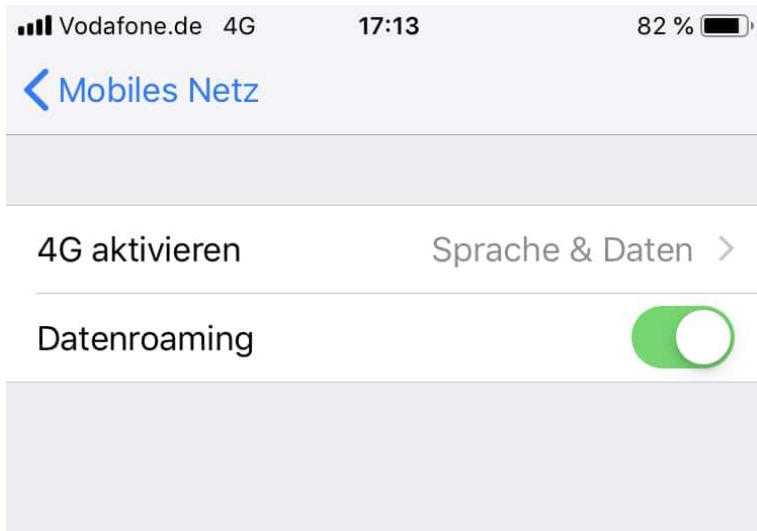 Vodafone.de 4G 17:13 82 %
Mobiles Netz
4G aktivieren Sprache & Daten
Datenroaming